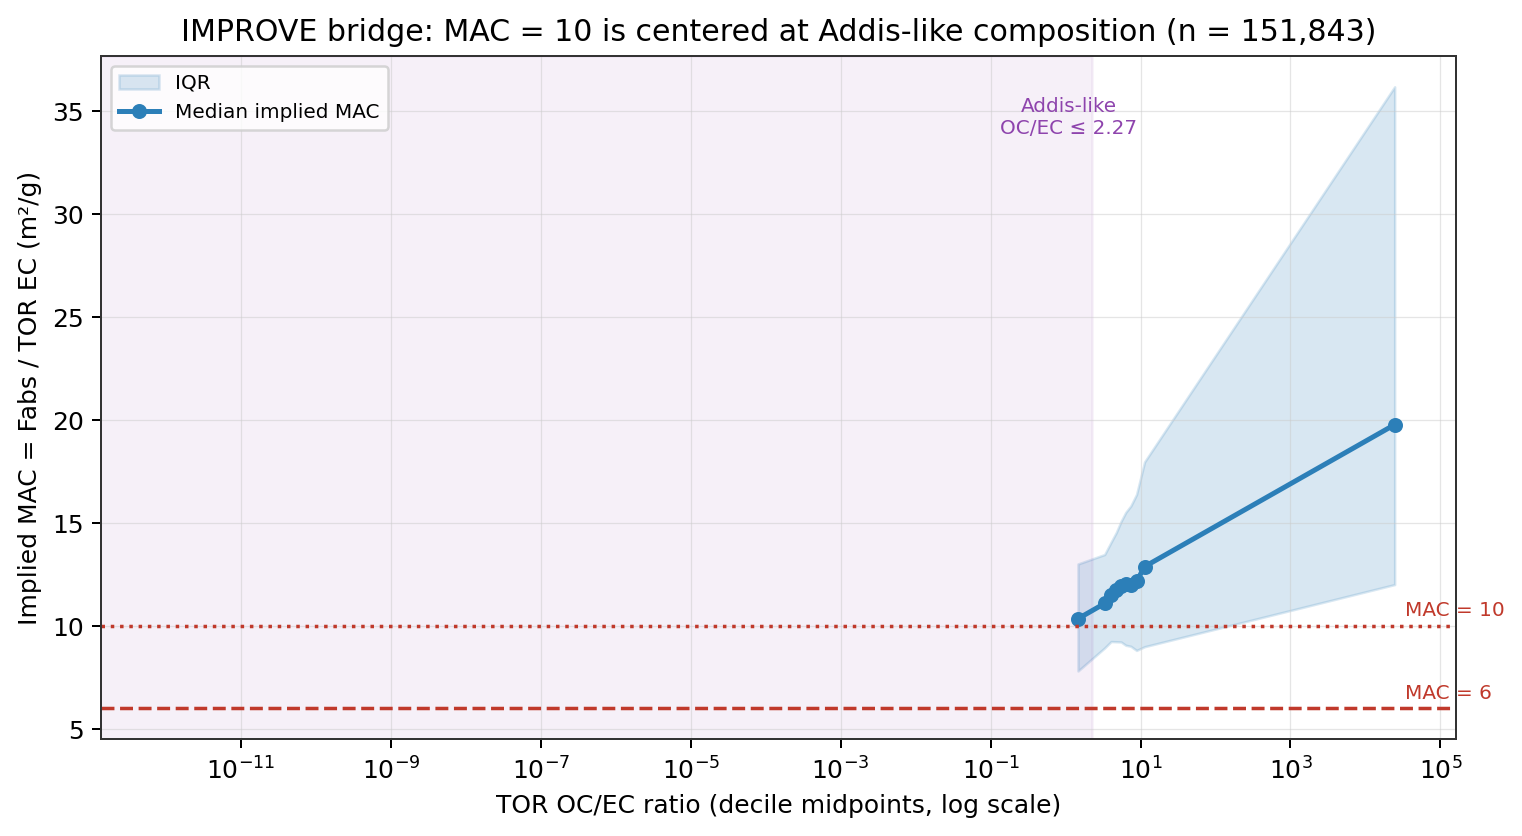 IMPROVE bridge: MAC = 10 is centered at Addis-like composition (n = 151,843)
IQR
Median implied MAC
Addis-like
OC/EC ≤ 2.27
35
30
25
20
15
10
5
Implied MAC = Fabs / TOR EC (m²/g)
MAC = 10
MAC = 6
10⁻¹¹
10⁻⁹
10⁻⁷
10⁻⁵
10⁻³
10⁻¹
10¹
10³
10⁵
TOR OC/EC ratio (decile midpoints, log scale)